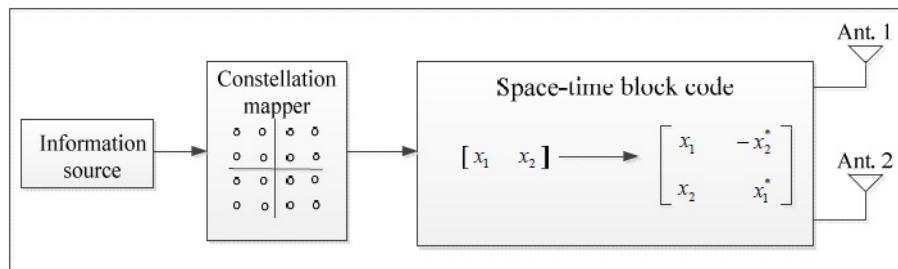 Information
source
Constellation
mapper
Space-time block code
[ x₁ x₂ ]
[ x₁ -x₂*
x₂ x₁* ]
Ant. 1
Ant. 2